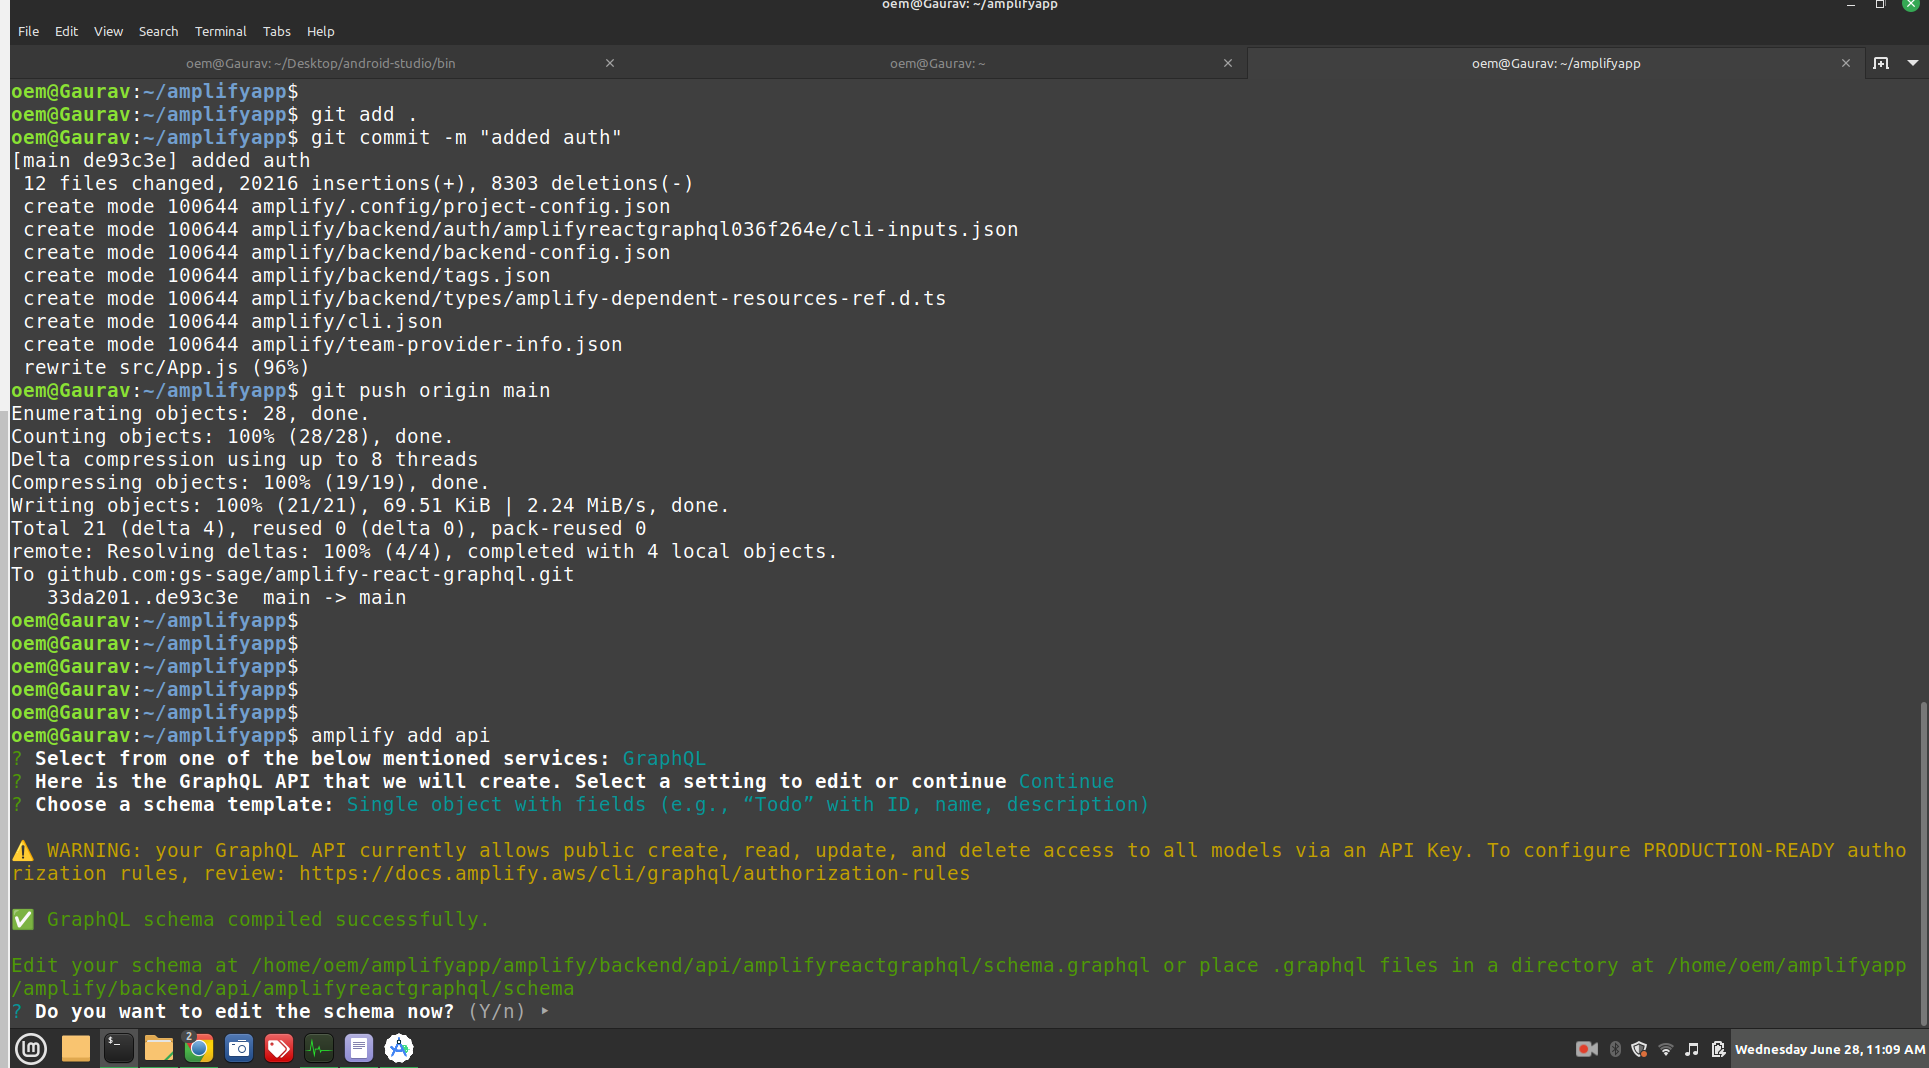 oem@Gaurav: ~/amplifyapp
File Edit View Search Terminal Tabs Help
oem@Gaurav: ~/Desktop/android-studio/bin × oem@Gaurav: ~ × oem@Gaurav: ~/amplifyapp ×
oem@Gaurav:~/amplifyapp$
oem@Gaurav:~/amplifyapp$ git add .
oem@Gaurav:~/amplifyapp$ git commit -m "added auth"
[main de93c3e] added auth
 12 files changed, 20216 insertions(+), 8303 deletions(-)
 create mode 100644 amplify/.config/project-config.json
 create mode 100644 amplify/backend/auth/amplifyreactgraphql036f264e/cli-inputs.json
 create mode 100644 amplify/backend/backend-config.json
 create mode 100644 amplify/backend/tags.json
 create mode 100644 amplify/backend/types/amplify-dependent-resources-ref.d.ts
 create mode 100644 amplify/cli.json
 create mode 100644 amplify/team-provider-info.json
 rewrite src/App.js (96%)
oem@Gaurav:~/amplifyapp$ git push origin main
Enumerating objects: 28, done.
Counting objects: 100% (28/28), done.
Delta compression using up to 8 threads
Compressing objects: 100% (19/19), done.
Writing objects: 100% (21/21), 69.51 KiB | 2.24 MiB/s, done.
Total 21 (delta 4), reused 0 (delta 0), pack-reused 0
remote: Resolving deltas: 100% (4/4), completed with 4 local objects.
To github.com:gs-sage/amplify-react-graphql.git
   33da201..de93c3e  main -> main
oem@Gaurav:~/amplifyapp$
oem@Gaurav:~/amplifyapp$
oem@Gaurav:~/amplifyapp$
oem@Gaurav:~/amplifyapp$
oem@Gaurav:~/amplifyapp$
oem@Gaurav:~/amplifyapp$ amplify add api
? Select from one of the below mentioned services: GraphQL
? Here is the GraphQL API that we will create. Select a setting to edit or continue Continue
? Choose a schema template: Single object with fields (e.g., “Todo” with ID, name, description)
⚠️ WARNING: your GraphQL API currently allows public create, read, update, and delete access to all models via an API Key. To configure PRODUCTION-READY autho
rization rules, review: https://docs.amplify.aws/cli/graphql/authorization-rules
✅ GraphQL schema compiled successfully.
Edit your schema at /home/oem/amplifyapp/amplify/backend/api/amplifyreactgraphql/schema.graphql or place .graphql files in a directory at /home/oem/amplifyapp
/amplify/backend/api/amplifyreactgraphql/schema
? Do you want to edit the schema now? (Y/n) ‣
$_ 2 Wednesday June 28, 11:09 AM